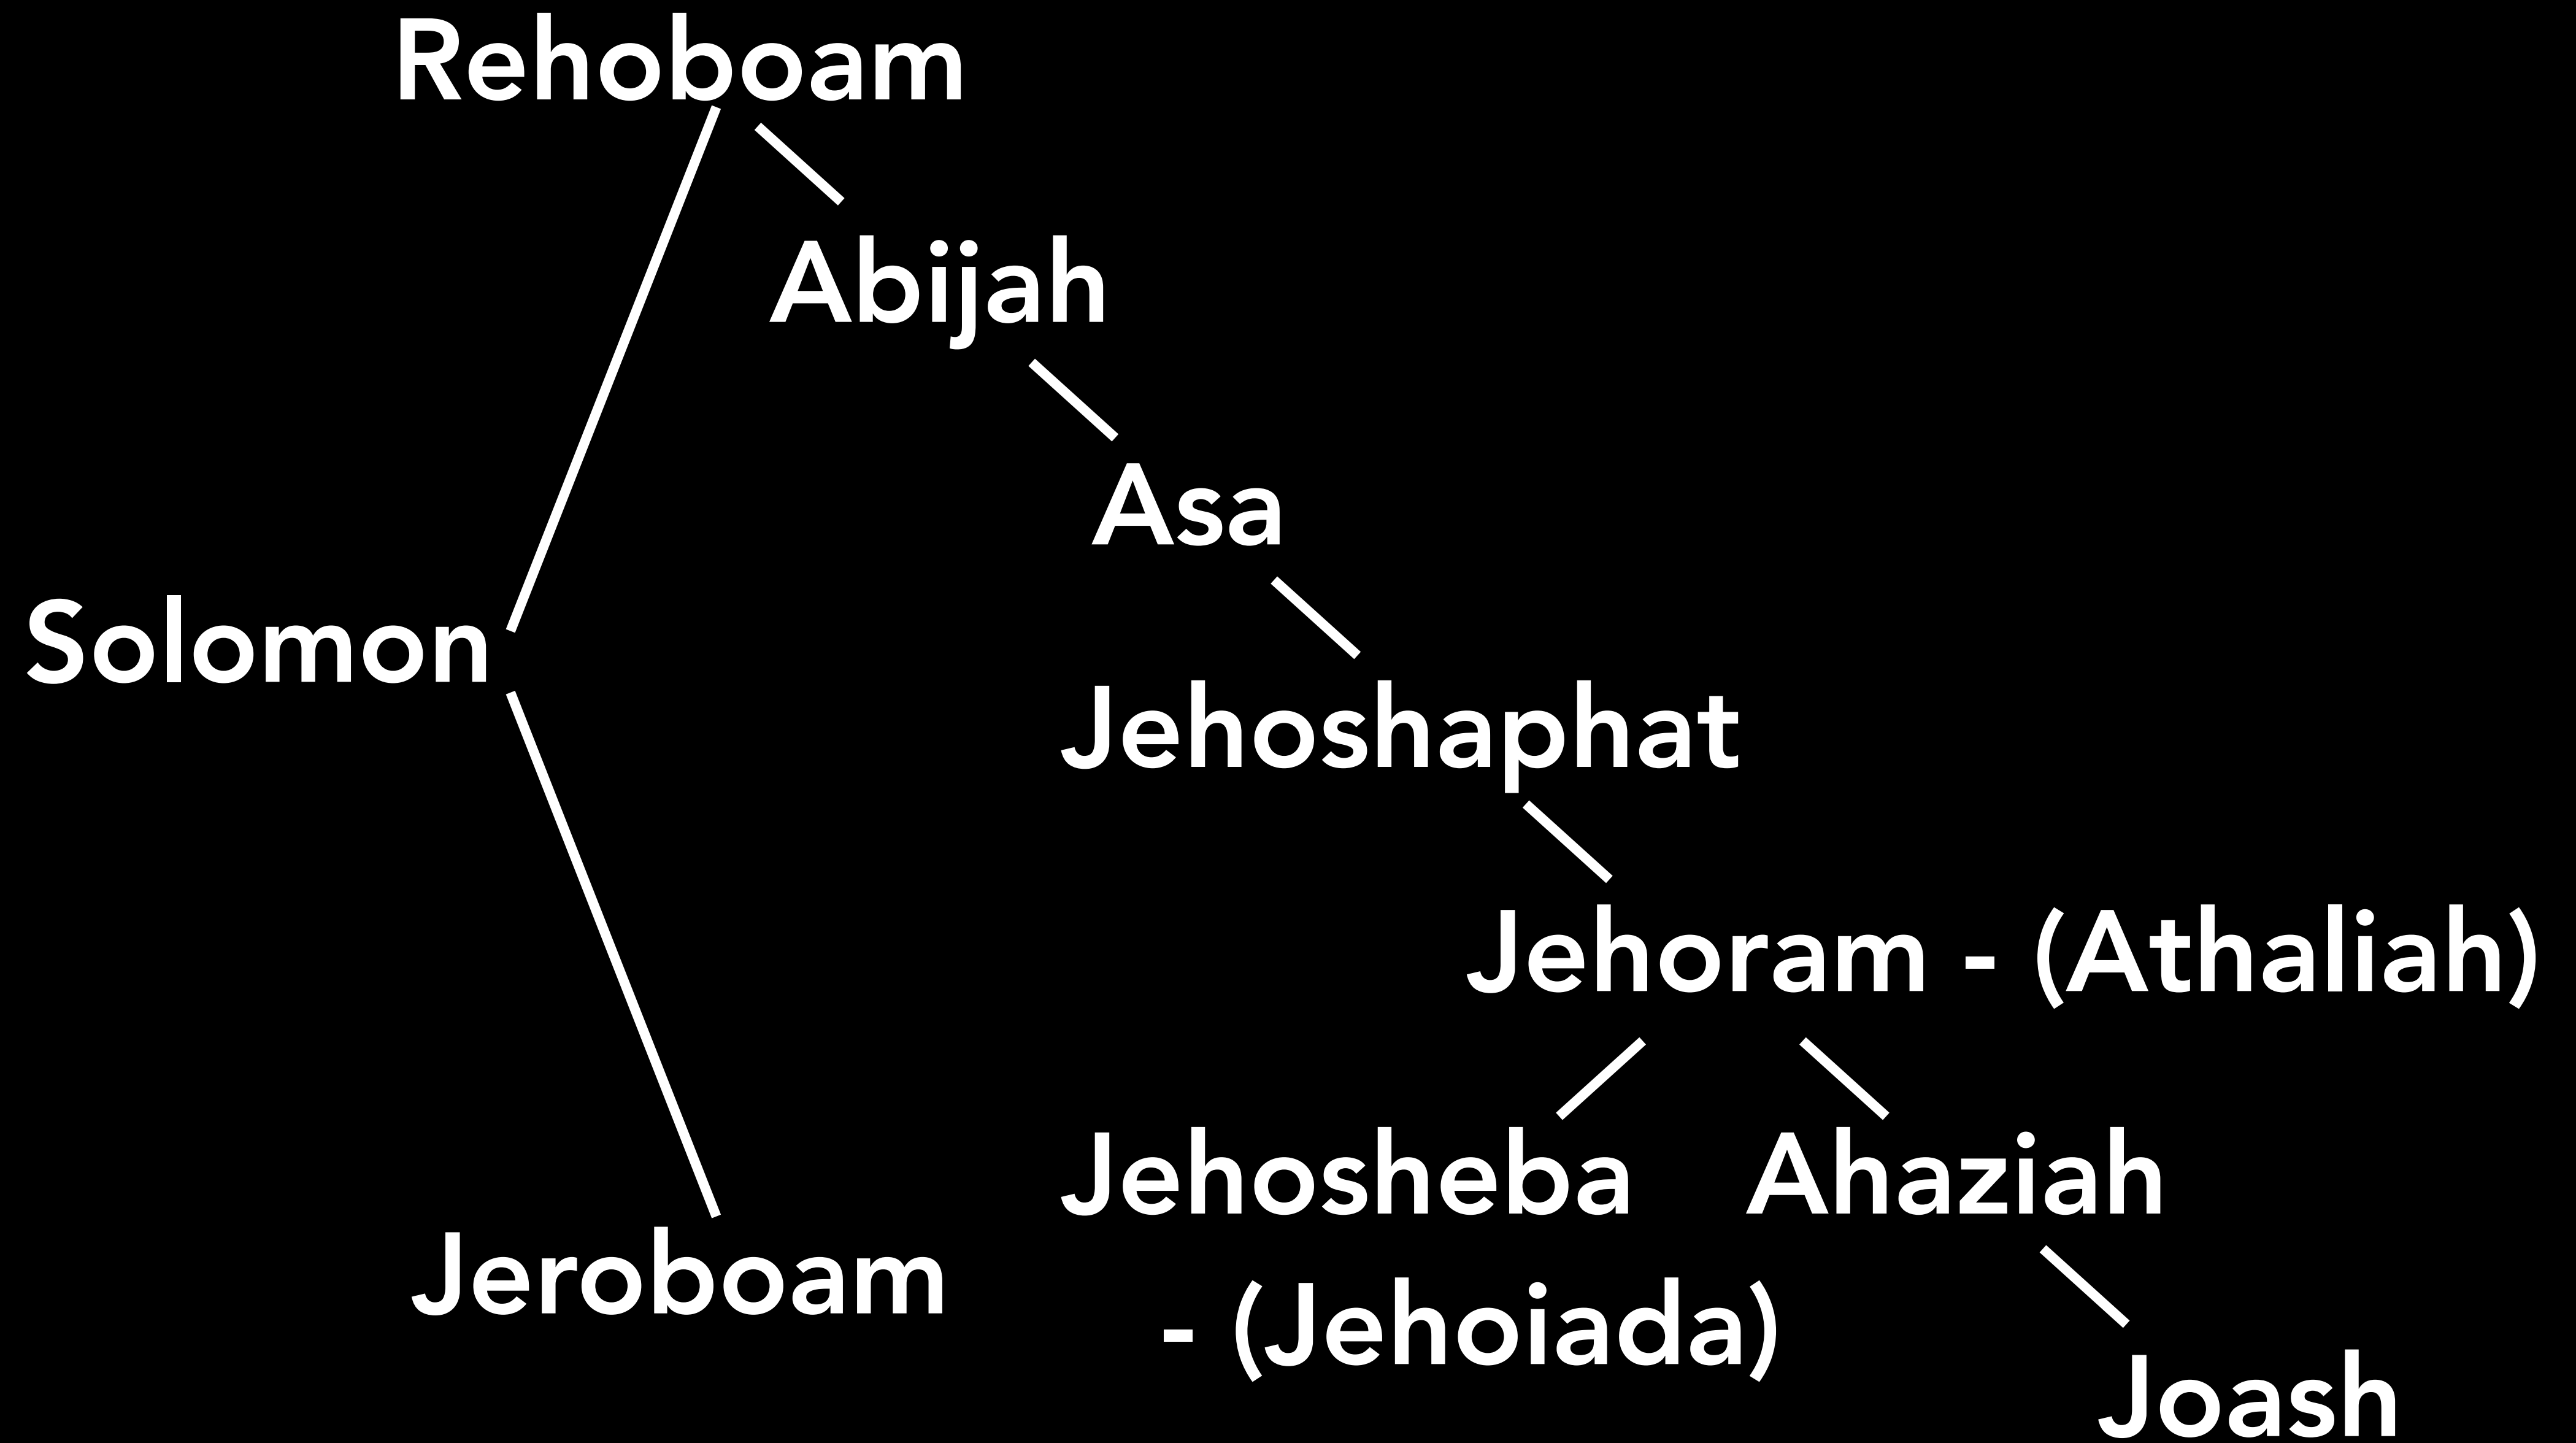 Rehoboam
Abijah
Asa
Solomon
Jehoshaphat
Jehoram - (Athaliah)
Jehosheba
- (Jehoiada)
Ahaziah
Jeroboam
Joash